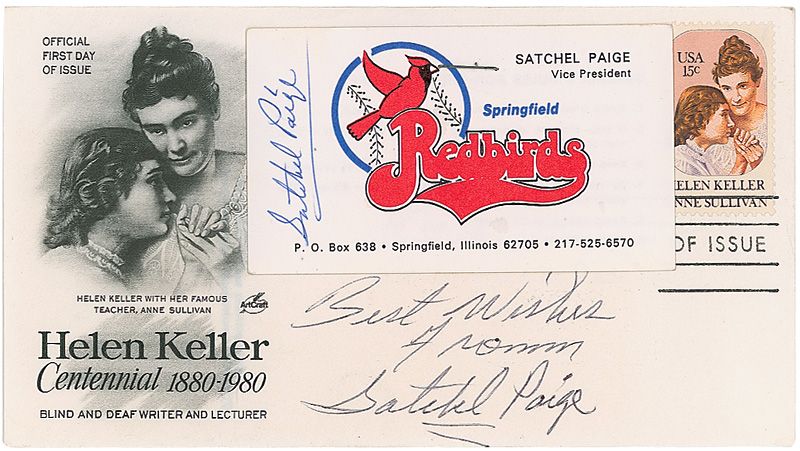 OFFICIAL
FIRST DAY
OF ISSUE
SATCHEL PAIGE
Vice President
Satchel Paige
Springfield
Redbirds
P. O. Box 638 • Springfield, Illinois 62705 • 217-525-6570
USA
15c
HELEN KELLER
ANNE SULLIVAN
OF ISSUE
HELEN KELLER WITH HER FAMOUS
TEACHER, ANNE SULLIVAN
ArtCraft
Helen Keller
Centennial 1880-1980
BLIND AND DEAF WRITER AND LECTURER
Best Wishes
Fromm
Satchel Paige